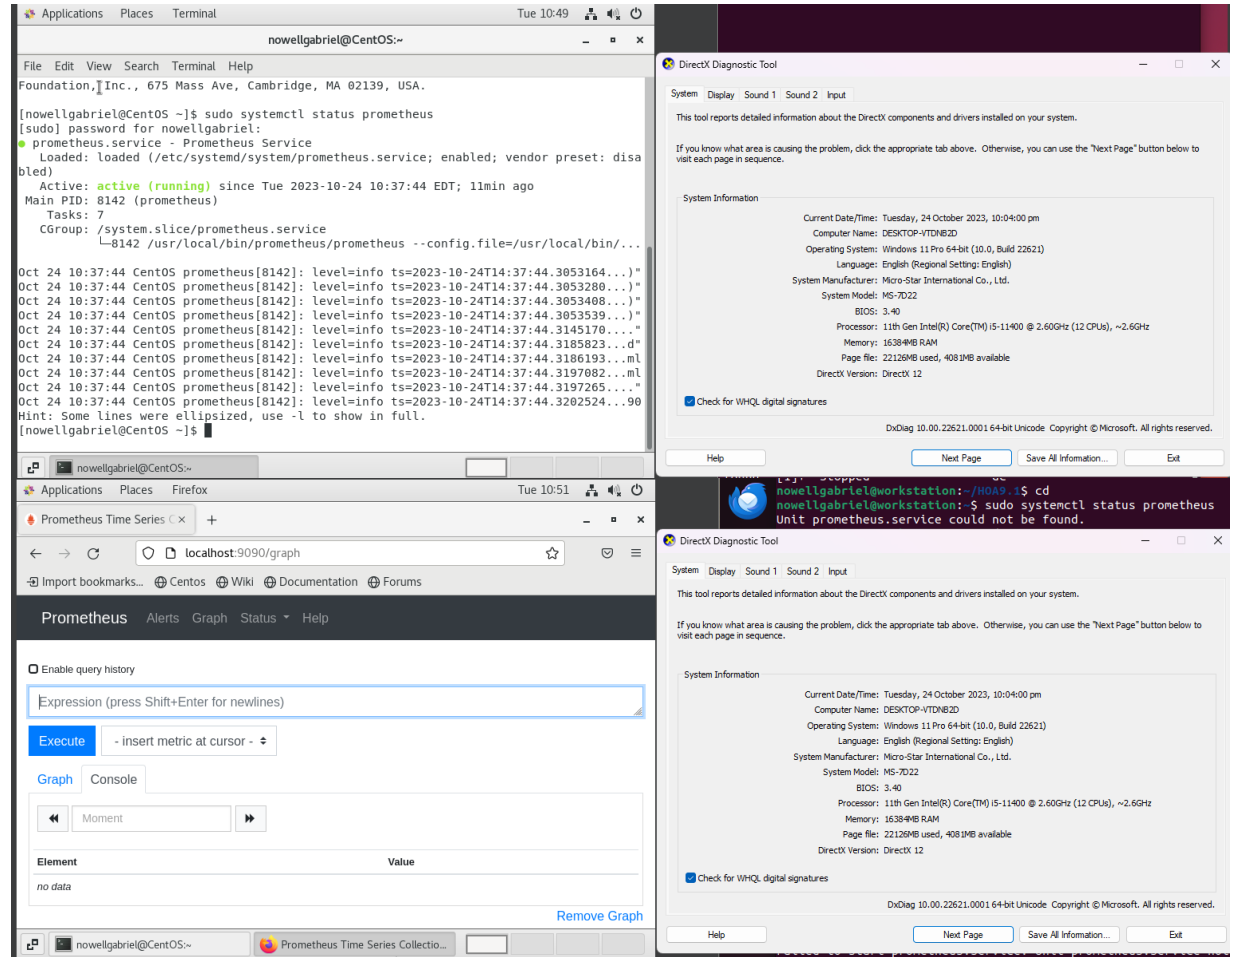 Applications Places Terminal Tue 10:49
nowellgabriel@CentOS:~
File Edit View Search Terminal Help
Foundation, Inc., 675 Mass Ave, Cambridge, MA 02139, USA.
[nowellgabriel@CentOS ~]$ sudo systemctl status prometheus
[sudo] password for nowellgabriel:
● prometheus.service - Prometheus Service
Loaded: loaded (/etc/systemd/system/prometheus.service; enabled; vendor preset: disa
bled)
Active: active (running) since Tue 2023-10-24 10:37:44 EDT; 11min ago
Main PID: 8142 (prometheus)
Tasks: 7
CGroup: /system.slice/prometheus.service
└─8142 /usr/local/bin/prometheus/prometheus --config.file=/usr/local/bin/...
Oct 24 10:37:44 CentOS prometheus[8142]: level=info ts=2023-10-24T14:37:44.3053164...)"
Oct 24 10:37:44 CentOS prometheus[8142]: level=info ts=2023-10-24T14:37:44.3053280...)"
Oct 24 10:37:44 CentOS prometheus[8142]: level=info ts=2023-10-24T14:37:44.3053408...)"
Oct 24 10:37:44 CentOS prometheus[8142]: level=info ts=2023-10-24T14:37:44.3053539...)"
Oct 24 10:37:44 CentOS prometheus[8142]: level=info ts=2023-10-24T14:37:44.3145170...."
Oct 24 10:37:44 CentOS prometheus[8142]: level=info ts=2023-10-24T14:37:44.3185823...d"
Oct 24 10:37:44 CentOS prometheus[8142]: level=info ts=2023-10-24T14:37:44.3186193...ml
Oct 24 10:37:44 CentOS prometheus[8142]: level=info ts=2023-10-24T14:37:44.3197082...ml
Oct 24 10:37:44 CentOS prometheus[8142]: level=info ts=2023-10-24T14:37:44.3197265...."
Oct 24 10:37:44 CentOS prometheus[8142]: level=info ts=2023-10-24T14:37:44.3202524...90
Hint: Some lines were ellipsized, use -l to show in full.
[nowellgabriel@CentOS ~]$
nowellgabriel@CentOS:~
DirectX Diagnostic Tool
System Display Sound 1 Sound 2 Input
This tool reports detailed information about the DirectX components and drivers installed on your system.
If you know what area is causing the problem, click the appropriate tab above. Otherwise, you can use the "Next Page" button below to
visit each page in sequence.
System Information
Current Date/Time: Tuesday, 24 October 2023, 10:04:00 pm
Computer Name: DESKTOP-VTDNB2D
Operating System: Windows 11 Pro 64-bit (10.0, Build 22621)
Language: English (Regional Setting: English)
System Manufacturer: Micro-Star International Co., Ltd.
System Model: MS-7D22
BIOS: 3.40
Processor: 11th Gen Intel(R) Core(TM) i5-11400 @ 2.60GHz (12 CPUs), ~2.6GHz
Memory: 16384MB RAM
Page file: 22126MB used, 4081MB available
DirectX Version: DirectX 12
Check for WHQL digital signatures
DxDiag 10.00.22621.0001 64-bit Unicode Copyright © Microsoft. All rights reserved.
Help Next Page Save All Information... Exit
Applications Places Firefox Tue 10:51
Prometheus Time Series C × +
localhost:9090/graph
Import bookmarks... Centos Wiki Documentation Forums
Prometheus Alerts Graph Status Help
Enable query history
Expression (press Shift+Enter for newlines)
Execute - insert metric at cursor -
Graph Console
Moment
Element Value
no data
Remove Graph
nowellgabriel@CentOS:~ Prometheus Time Series Collectio...
nowellgabriel@workstation:~/HOA9.1$ cd
nowellgabriel@workstation:~$ sudo systemctl status prometheus
Unit prometheus.service could not be found.
DirectX Diagnostic Tool
System Display Sound 1 Sound 2 Input
This tool reports detailed information about the DirectX components and drivers installed on your system.
If you know what area is causing the problem, click the appropriate tab above. Otherwise, you can use the "Next Page" button below to
visit each page in sequence.
System Information
Current Date/Time: Tuesday, 24 October 2023, 10:04:00 pm
Computer Name: DESKTOP-VTDNB2D
Operating System: Windows 11 Pro 64-bit (10.0, Build 22621)
Language: English (Regional Setting: English)
System Manufacturer: Micro-Star International Co., Ltd.
System Model: MS-7D22
BIOS: 3.40
Processor: 11th Gen Intel(R) Core(TM) i5-11400 @ 2.60GHz (12 CPUs), ~2.6GHz
Memory: 16384MB RAM
Page file: 22126MB used, 4081MB available
DirectX Version: DirectX 12
Check for WHQL digital signatures
DxDiag 10.00.22621.0001 64-bit Unicode Copyright © Microsoft. All rights reserved.
Help Next Page Save All Information... Exit